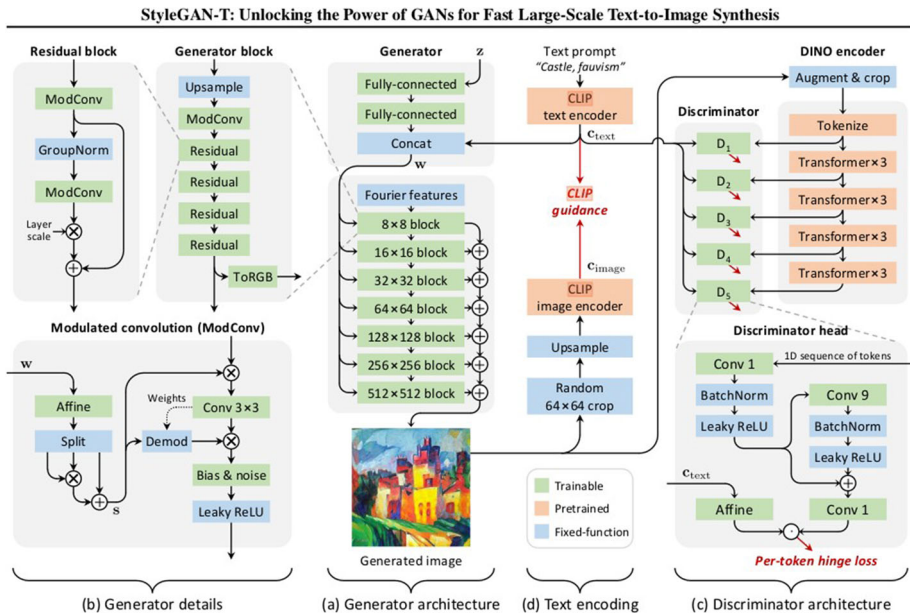 StyleGAN-T: Unlocking the Power of GANs for Fast Large-Scale Text-to-Image Synthesis
Residual block
ModConv
GroupNorm
ModConv
Layer
scale
Generator block
Upsample
ModConv
Residual
Residual
Residual
Residual
ToRGB
Modulated convolution (ModConv)
w
Affine
Split
s
Weights
Demod
Conv 3×3
Bias & noise
Leaky ReLU
(b) Generator details
Generator
z
Fully-connected
Fully-connected
Concat
w
Fourier features
8×8 block
16×16 block
32×32 block
64×64 block
128×128 block
256×256 block
512×512 block
Generated image
(a) Generator architecture
Text prompt
“Castle, fauvism”
CLIP
text encoder
c_text
CLIP
guidance
c_image
CLIP
image encoder
Upsample
Random
64×64 crop
Trainable
Pretrained
Fixed-function
(d) Text encoding
DINO encoder
Augment & crop
Tokenize
Transformer×3
Transformer×3
Transformer×3
Transformer×3
Discriminator
D₁
D₂
D₃
D₄
D₅
Discriminator head
1D sequence of tokens
Conv 1
BatchNorm
Leaky ReLU
Conv 9
BatchNorm
Leaky ReLU
c_text
Affine
Conv 1
Per-token hinge loss
(c) Discriminator architecture